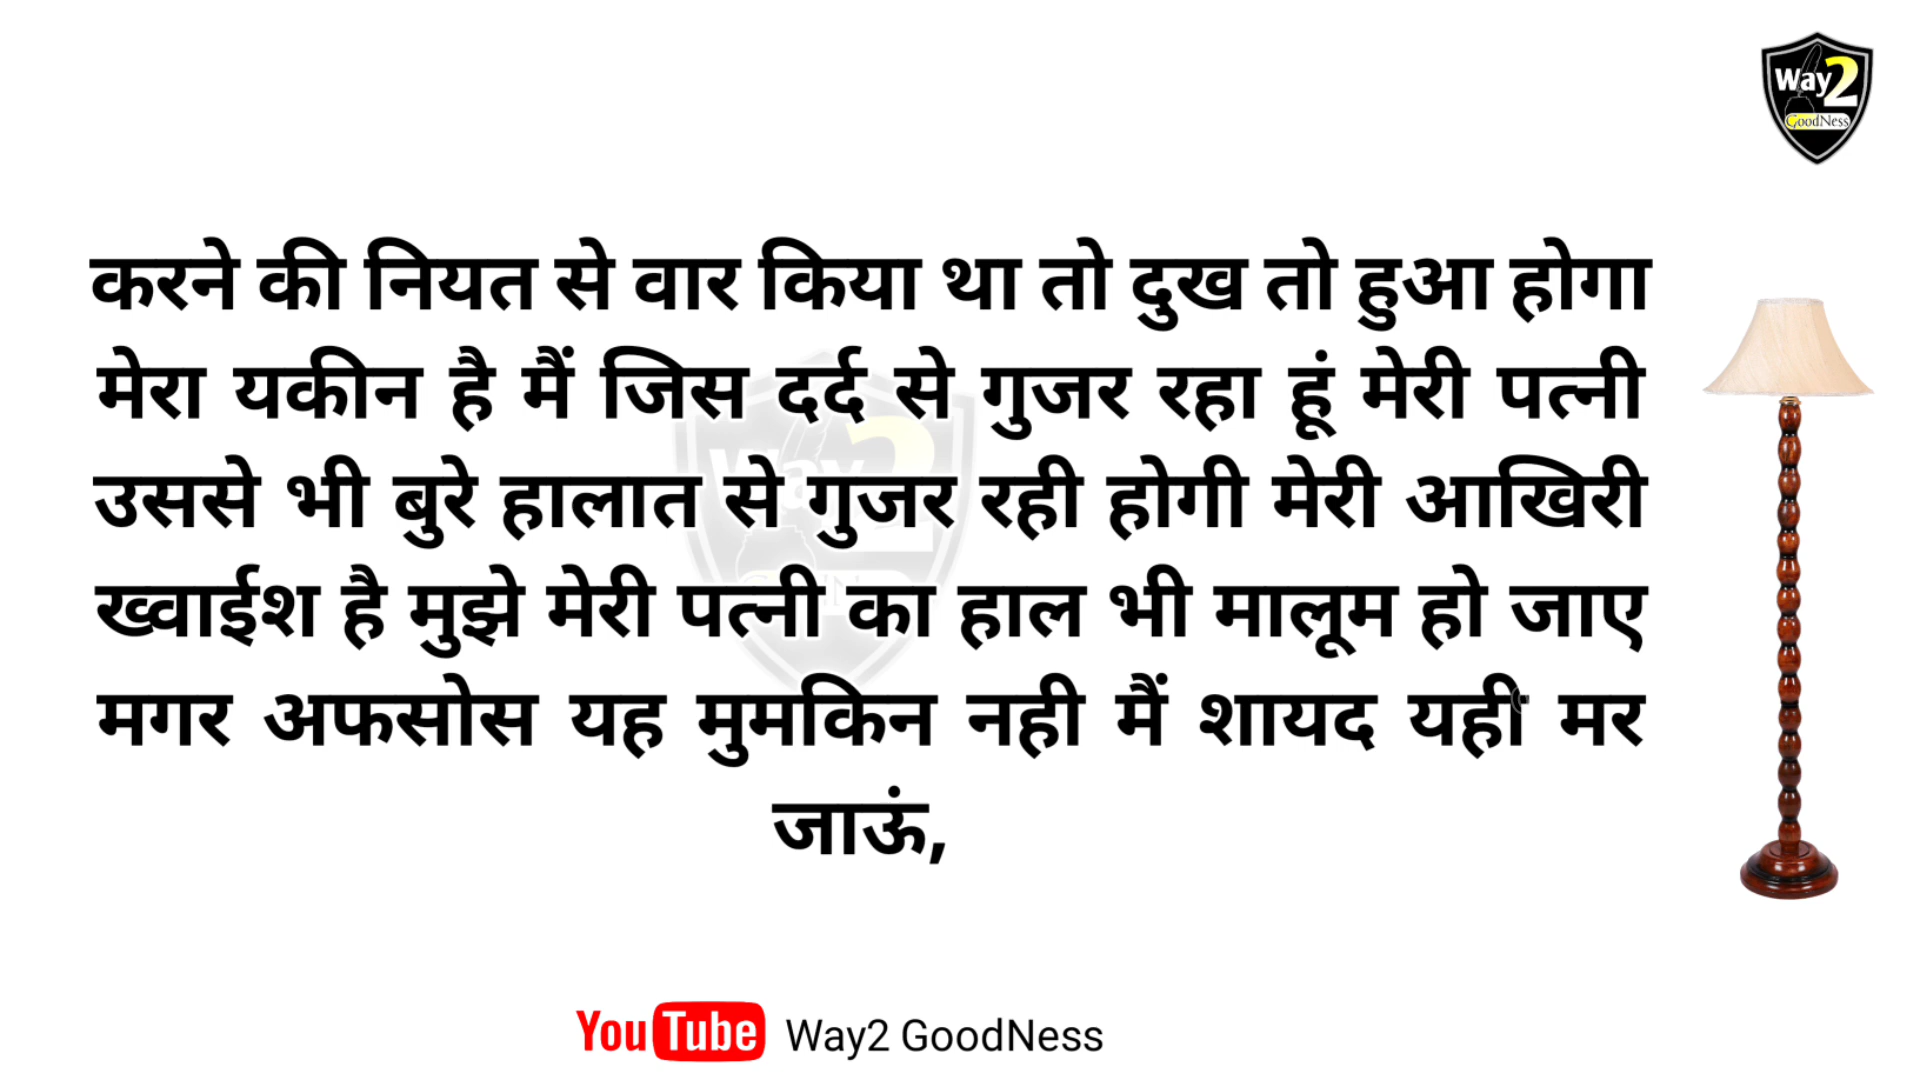 Way2
GoodNess
करने की नियत से वार किया था तो दुख तो हुआ होगा
मेरा यकीन है मैं जिस दर्द से गुजर रहा हूं मेरी पत्नी
उससे भी बुरे हालात से गुजर रही होगी मेरी आखिरी
ख्वाईश है मुझे मेरी पत्नी का हाल भी मालूम हो जाए
मगर अफसोस यह मुमकिन नही मैं शायद यही मर
जाऊं,
YouTube Way2 GoodNess